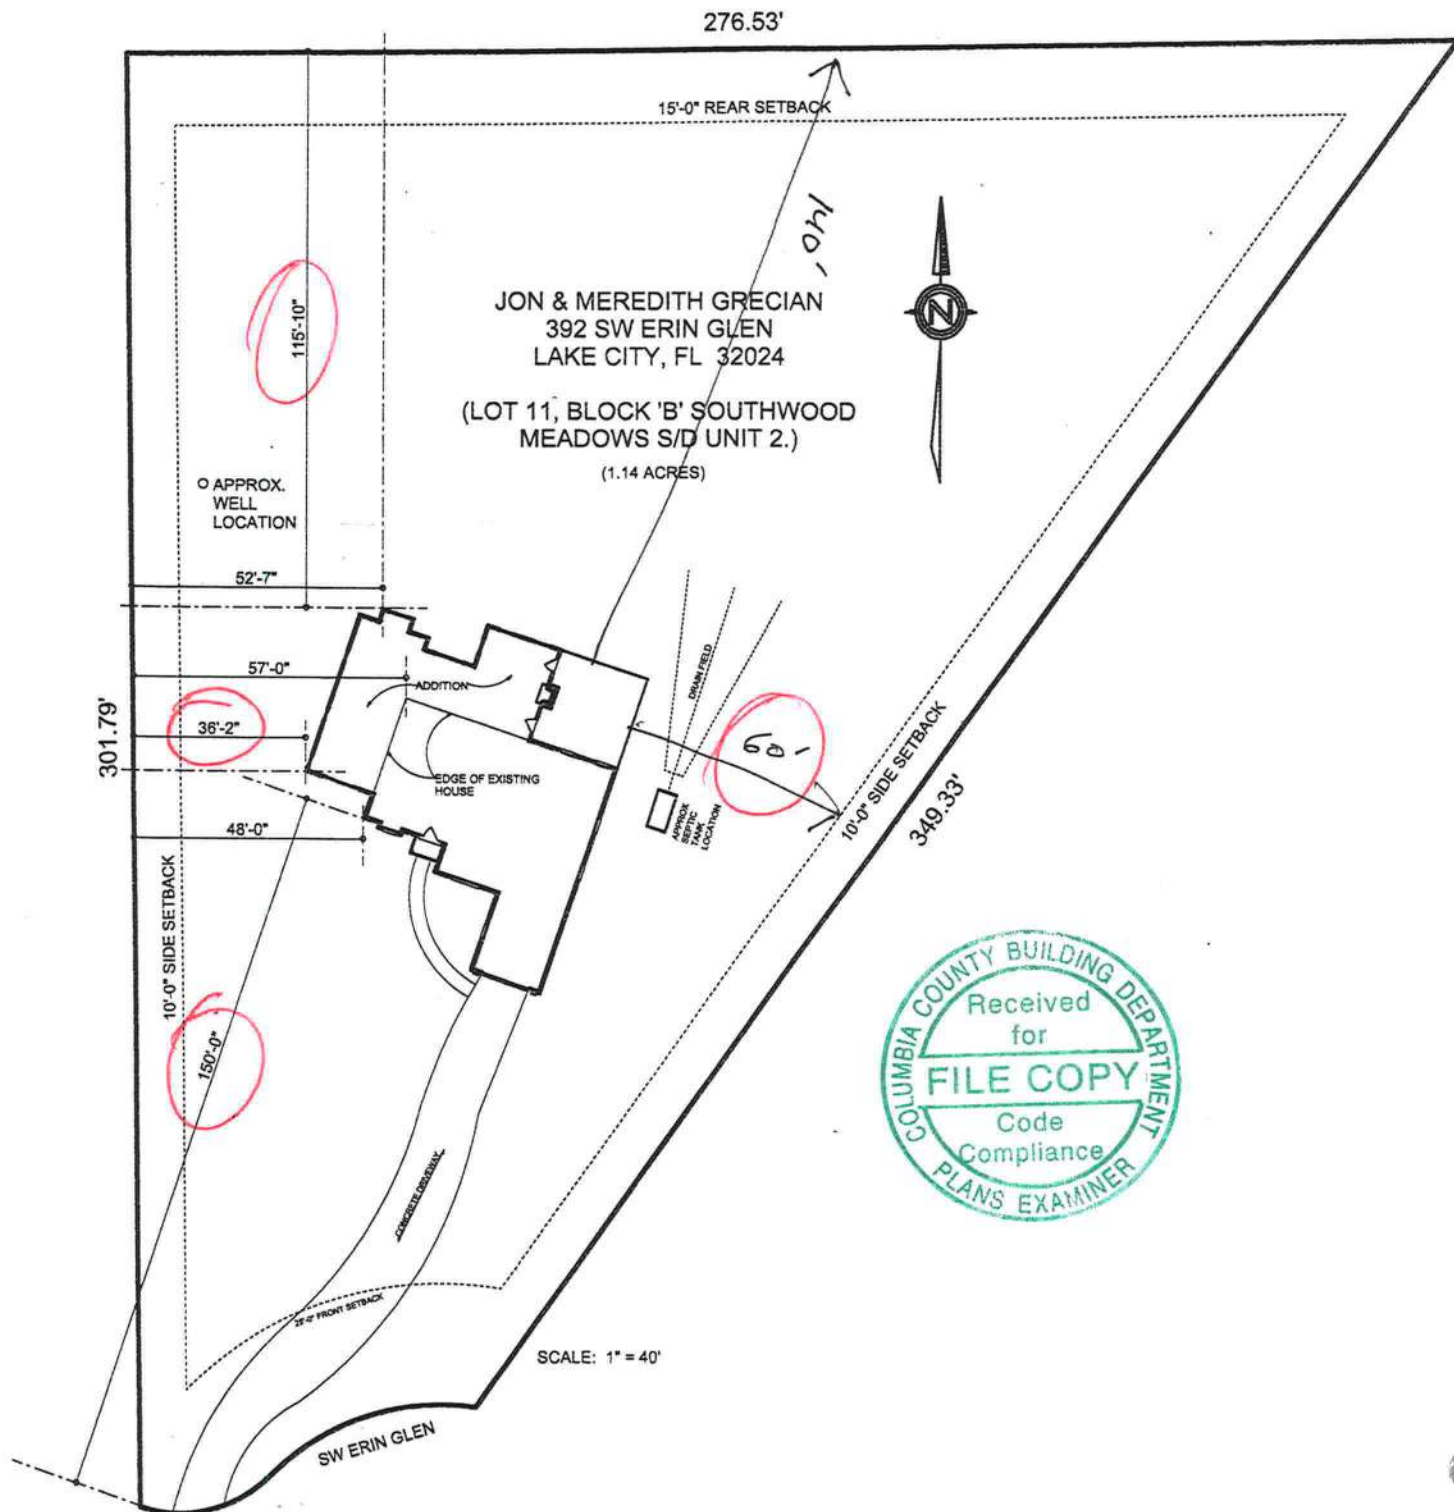 276.53'
15'-0" REAR SETBACK
140'
115'-10"
JON & MEREDITH GRECIAN
392 SW ERIN GLEN
LAKE CITY, FL 32024
(LOT 11, BLOCK 'B' SOUTHWOOD
MEADOWS S/D UNIT 2.)
(1.14 ACRES)
N
APPROX.
WELL
LOCATION
52'-7"
57'-0"
ADDITION
DRAIN FIELD
301.79'
36'-2"
60'
EDGE OF EXISTING
HOUSE
10'-0" SIDE SETBACK
349.33'
APPROX
SEPTIC
TANK
LOCATION
48'-0"
10'-0" SIDE SETBACK
150'-0"
COLUMBIA COUNTY BUILDING DEPARTMENT
Received
for
FILE COPY
Code
Compliance
PLANS EXAMINER
CONCRETE DRIVEWAY
25'-0" FRONT SETBACK
SCALE: 1" = 40'
SW ERIN GLEN